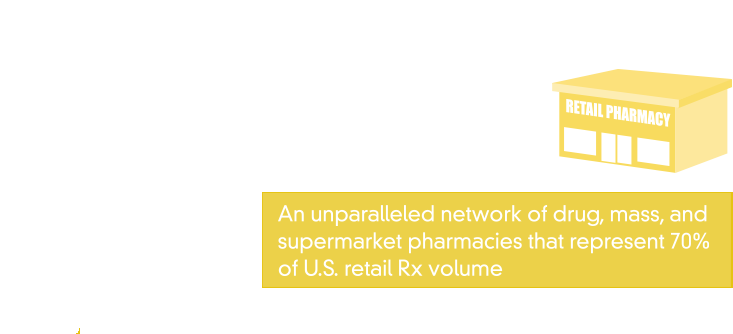 RETAIL PHARMACY
An unparalleled network of drug, mass, and
supermarket pharmacies that represent 70%
of U.S. retail Rx volume